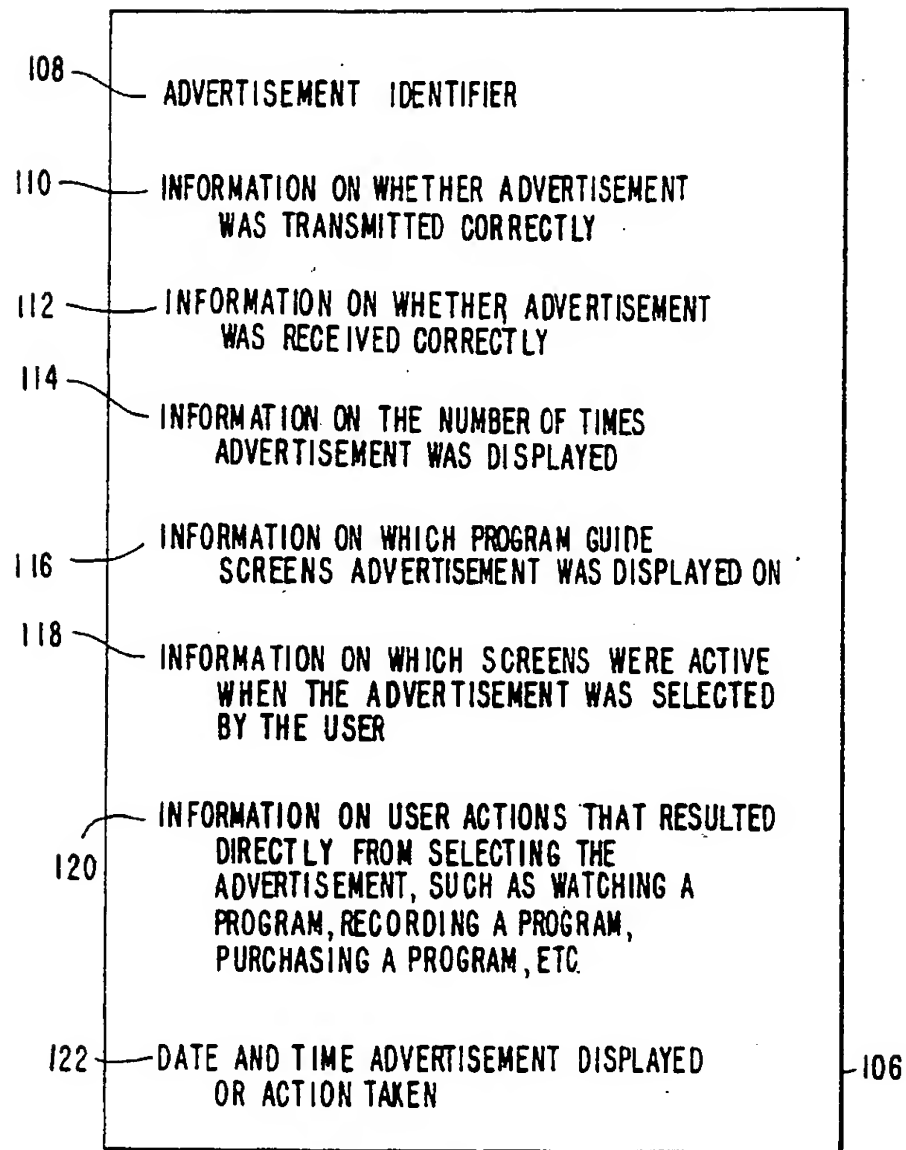 108
ADVERTISEMENT IDENTIFIER
110
INFORMATION ON WHETHER ADVERTISEMENT
WAS TRANSMITTED CORRECTLY
112
INFORMATION ON WHETHER ADVERTISEMENT
WAS RECEIVED CORRECTLY
114
INFORMATION ON THE NUMBER OF TIMES
ADVERTISEMENT WAS DISPLAYED
116
INFORMATION ON WHICH PROGRAM GUIDE
SCREENS ADVERTISEMENT WAS DISPLAYED ON
118
INFORMATION ON WHICH SCREENS WERE ACTIVE
WHEN THE ADVERTISEMENT WAS SELECTED
BY THE USER
120
INFORMATION ON USER ACTIONS THAT RESULTED
DIRECTLY FROM SELECTING THE
ADVERTISEMENT, SUCH AS WATCHING A
PROGRAM, RECORDING A PROGRAM,
PURCHASING A PROGRAM, ETC.
122
DATE AND TIME ADVERTISEMENT DISPLAYED
OR ACTION TAKEN
106